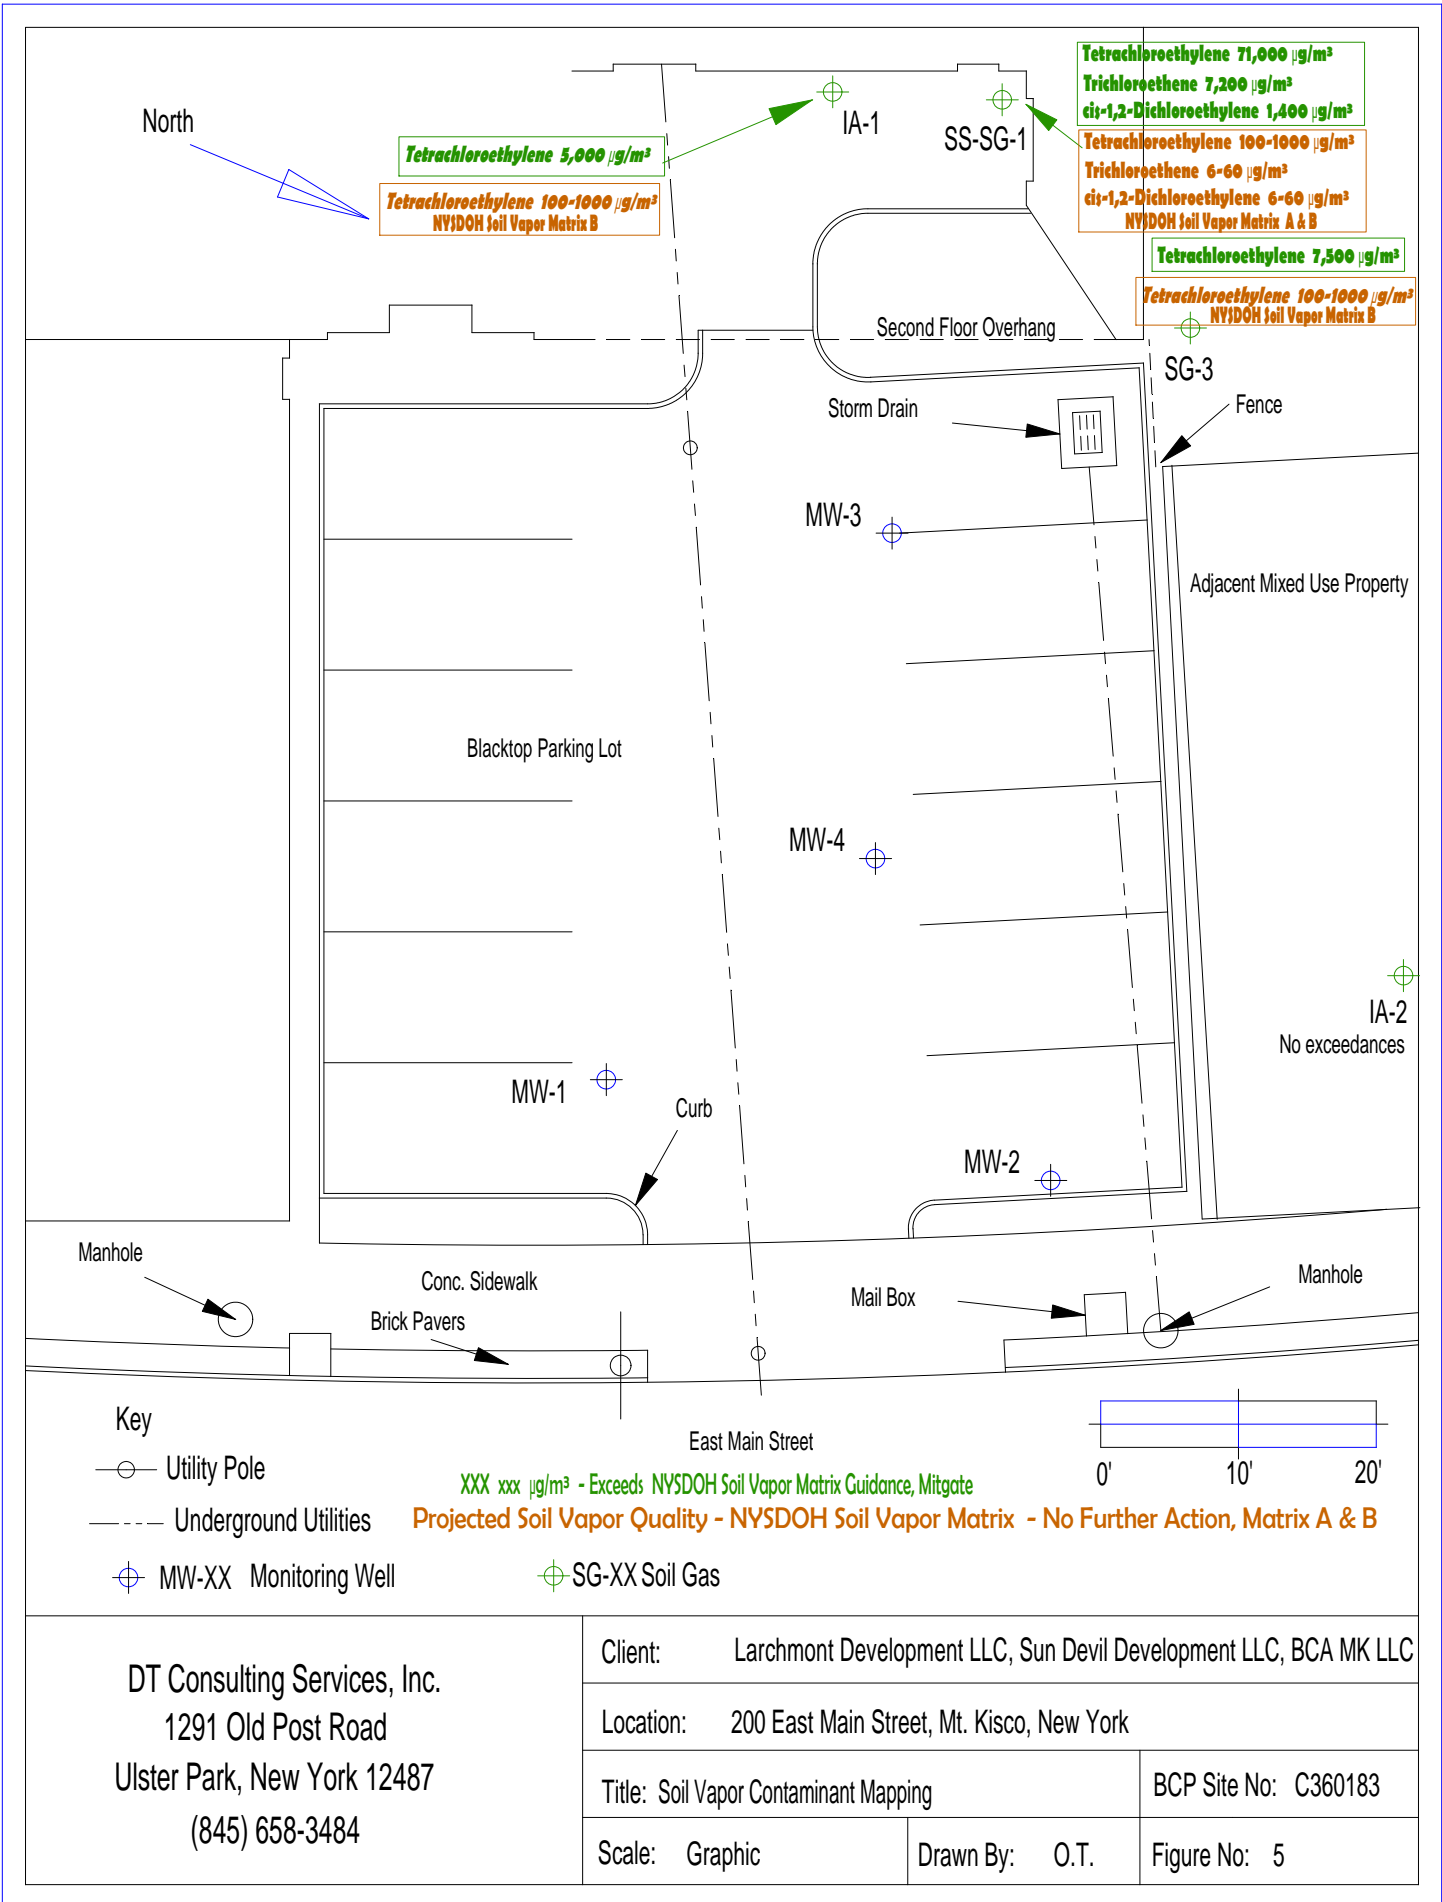 North
Tetrachloroethylene 5,000 µg/m³
Tetrachloroethylene 100-1000 µg/m³
NYSDOH Soil Vapor Matrix B
IA-1
SS-SG-1
Tetrachloroethylene 71,000 µg/m³
Trichloroethene 7,200 µg/m³
cis-1,2-Dichloroethylene 1,400 µg/m³
Tetrachloroethylene 100-1000 µg/m³
Trichloroethene 6-60 µg/m³
cis-1,2-Dichloroethylene 6-60 µg/m³
NYSDOH Soil Vapor Matrix A & B
Tetrachloroethylene 7,500 µg/m³
Tetrachloroethylene 100-1000 µg/m³
NYSDOH Soil Vapor Matrix B
Second Floor Overhang
SG-3
Storm Drain
Fence
MW-3
Adjacent Mixed Use Property
Blacktop Parking Lot
MW-4
IA-2
No exceedances
MW-1
Curb
MW-2
Manhole
Conc. Sidewalk
Brick Pavers
Mail Box
Manhole
East Main Street
0' 10' 20'
Key
Utility Pole
XXX xxx µg/m³ - Exceeds NYSDOH Soil Vapor Matrix Guidance, Mitgate
Underground Utilities
Projected Soil Vapor Quality - NYSDOH Soil Vapor Matrix - No Further Action, Matrix A & B
MW-XX Monitoring Well
SG-XX Soil Gas
DT Consulting Services, Inc.
1291 Old Post Road
Ulster Park, New York 12487
(845) 658-3484
Client: Larchmont Development LLC, Sun Devil Development LLC, BCA MK LLC
Location: 200 East Main Street, Mt. Kisco, New York
Title: Soil Vapor Contaminant Mapping
BCP Site No: C360183
Scale: Graphic
Drawn By: O.T.
Figure No: 5